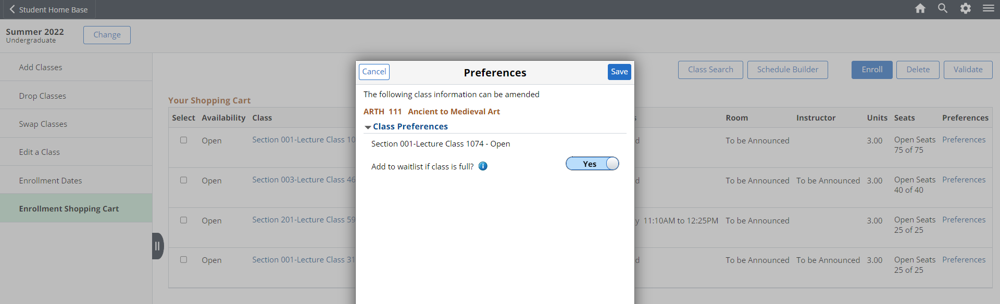 Student Home Base
Summer 2022
Undergraduate
Change
Add Classes
Drop Classes
Swap Classes
Edit a Class
Enrollment Dates
Enrollment Shopping Cart
Class Search Schedule Builder Enroll Delete Validate
Your Shopping Cart
Select Availability Class Room Instructor Units Seats Preferences
Open Section 001-Lecture Class 10 To be Announced 3.00 Open Seats Preferences
75 of 75
Open Section 003-Lecture Class 46 To be Announced To be Announced 3.00 Open Seats Preferences
40 of 40
Open Section 201-Lecture Class 59 11:10AM to 12:25PM To be Announced 3.00 Open Seats Preferences
25 of 25
Open Section 001-Lecture Class 31 To be Announced To be Announced 3.00 Open Seats Preferences
25 of 25
Cancel Preferences Save
The following class information can be amended
ARTH 111 Ancient to Medieval Art
Class Preferences
Section 001-Lecture Class 1074 - Open
Add to waitlist if class is full? Yes